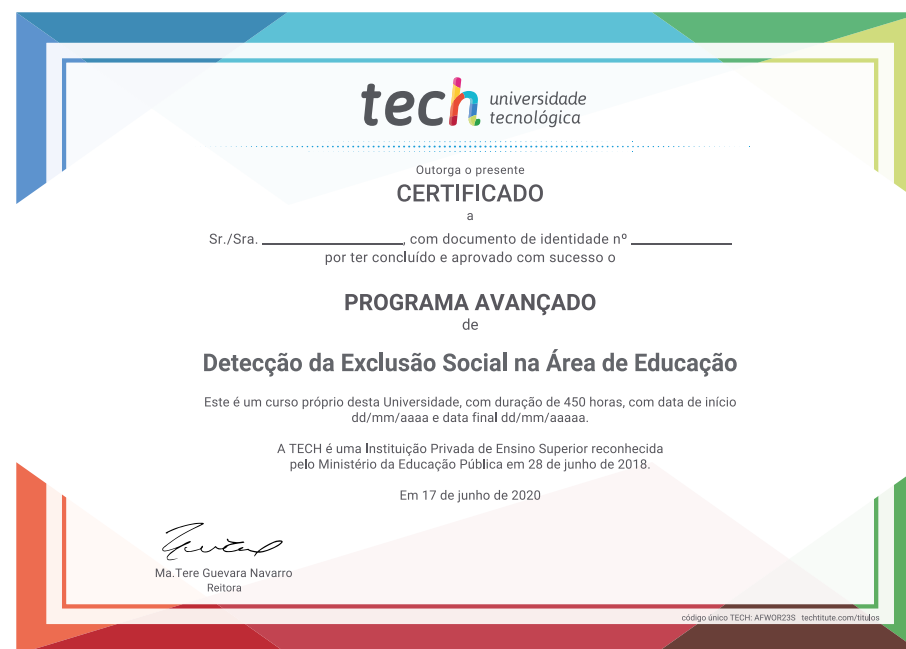 tech universidade
tecnológica
Outorga o presente
CERTIFICADO
a
Sr./Sra. ________________, com documento de identidade nº ____________
por ter concluído e aprovado com sucesso o
PROGRAMA AVANÇADO
de
Detecção da Exclusão Social na Área de Educação
Este é um curso próprio desta Universidade, com duração de 450 horas, com data de início
dd/mm/aaaa e data final dd/mm/aaaaa.
A TECH é uma Instituição Privada de Ensino Superior reconhecida
pelo Ministério da Educação Pública em 28 de junho de 2018.
Em 17 de junho de 2020
Ma.Tere Guevara Navarro
Reitora
código único TECH: AFWOR23S techtitute.com/titulos